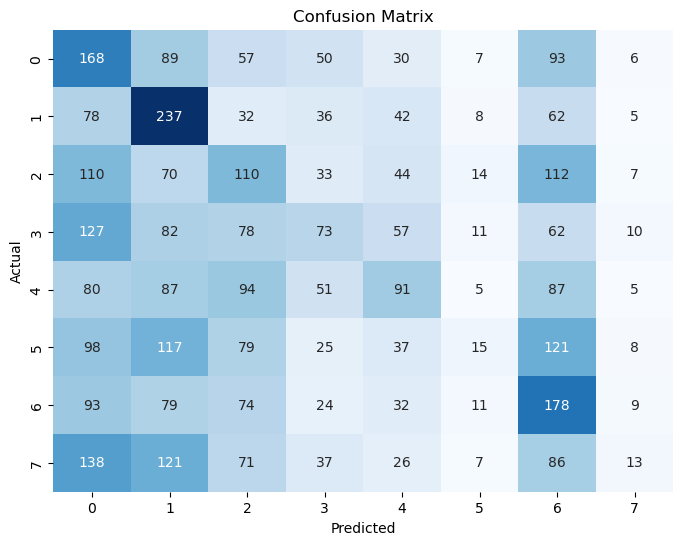 Confusion Matrix
0 168 89 57 50 30 7 93 6
1 78 237 32 36 42 8 62 5
2 110 70 110 33 44 14 112 7
3 127 82 78 73 57 11 62 10
Actual
4 80 87 94 51 91 5 87 5
5 98 117 79 25 37 15 121 8
6 93 79 74 24 32 11 178 9
7 138 121 71 37 26 7 86 13
0 1 2 3 4 5 6 7
Predicted